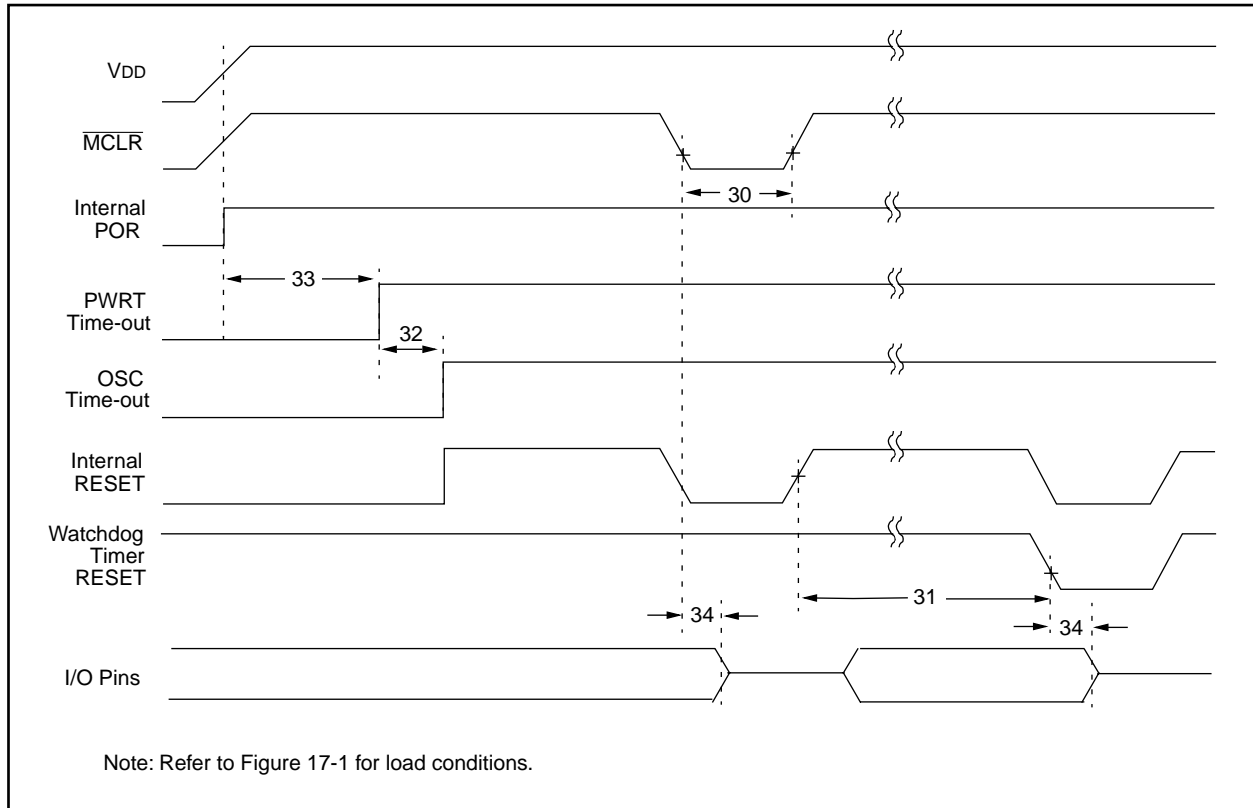 VDD
MCLR
30
Internal
POR
33
PWRT
Time-out
32
OSC
Time-out
Internal
RESET
Watchdog
Timer
RESET
31
34
34
I/O Pins
Note: Refer to Figure 17-1 for load conditions.